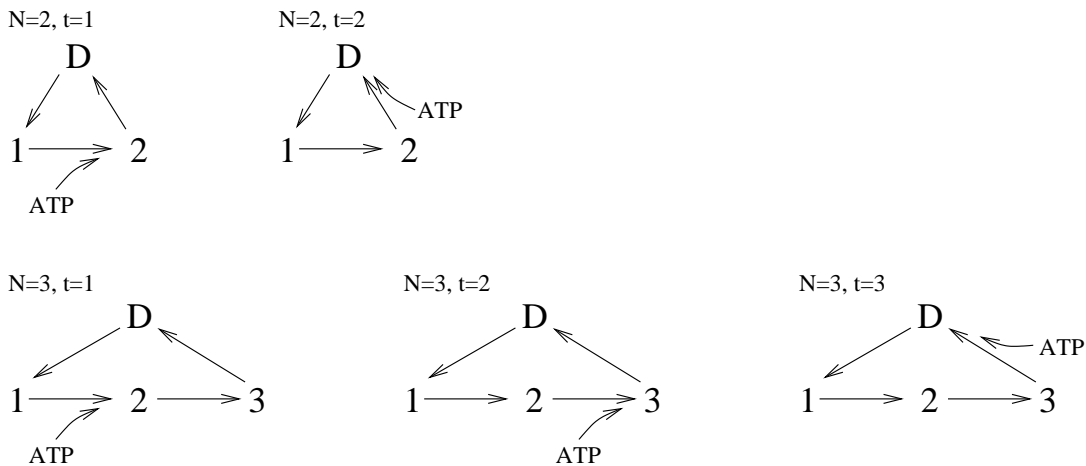 N=2, t=1
N=2, t=2
D
D
ATP
1
2
1
2
ATP
N=3, t=1
N=3, t=2
N=3, t=3
D
D
D
ATP
1
2
3
1
2
3
1
2
3
ATP
ATP